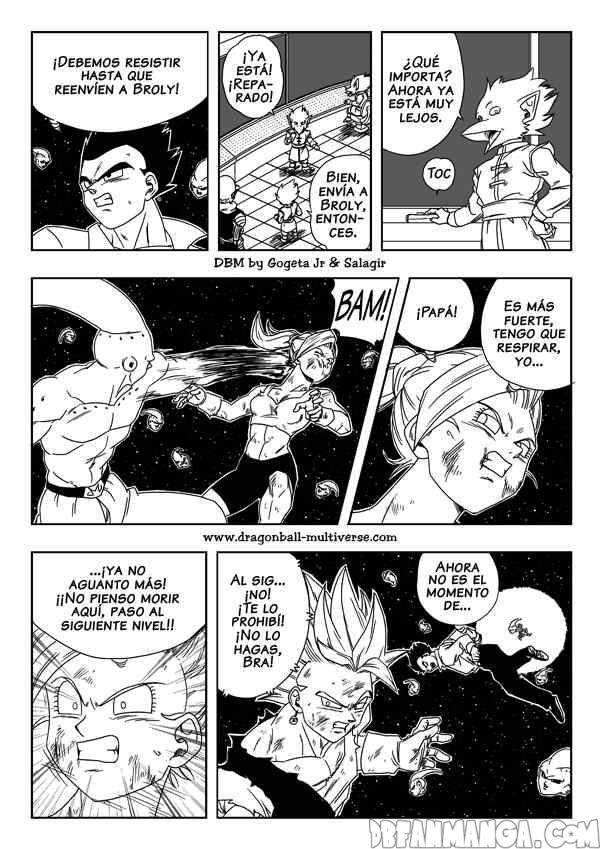 ¡DEBEMOS RESISTIR
HASTA QUE
REENVÍEN A BROLY!
¡YA
ESTÁ!
¡REPA-
RADO!
BIEN,
ENVÍA A
BROLY,
ENTON-
CES.
¿QUÉ
IMPORTA?
AHORA YA
ESTÁ MUY
LEJOS.
TOC
DBM by Gogeta Jr & Salagir
BAM!
¡PAPÁ!
ES MÁS
FUERTE,
TENGO QUE
RESPIRAR,
YO...
www.dragonball-multiverse.com
...¡YA NO
AGUANTO MÁS!
¡¡NO PIENSO MORIR
AQUÍ, PASO AL
SIGUIENTE NIVEL!!
AL SIG...
¡NO!
¡TE LO
PROHIBÍ!
¡NO LO
HAGAS,
BRA!
AHORA
NO ES EL
MOMENTO
DE...
DBFANMANGA.COM